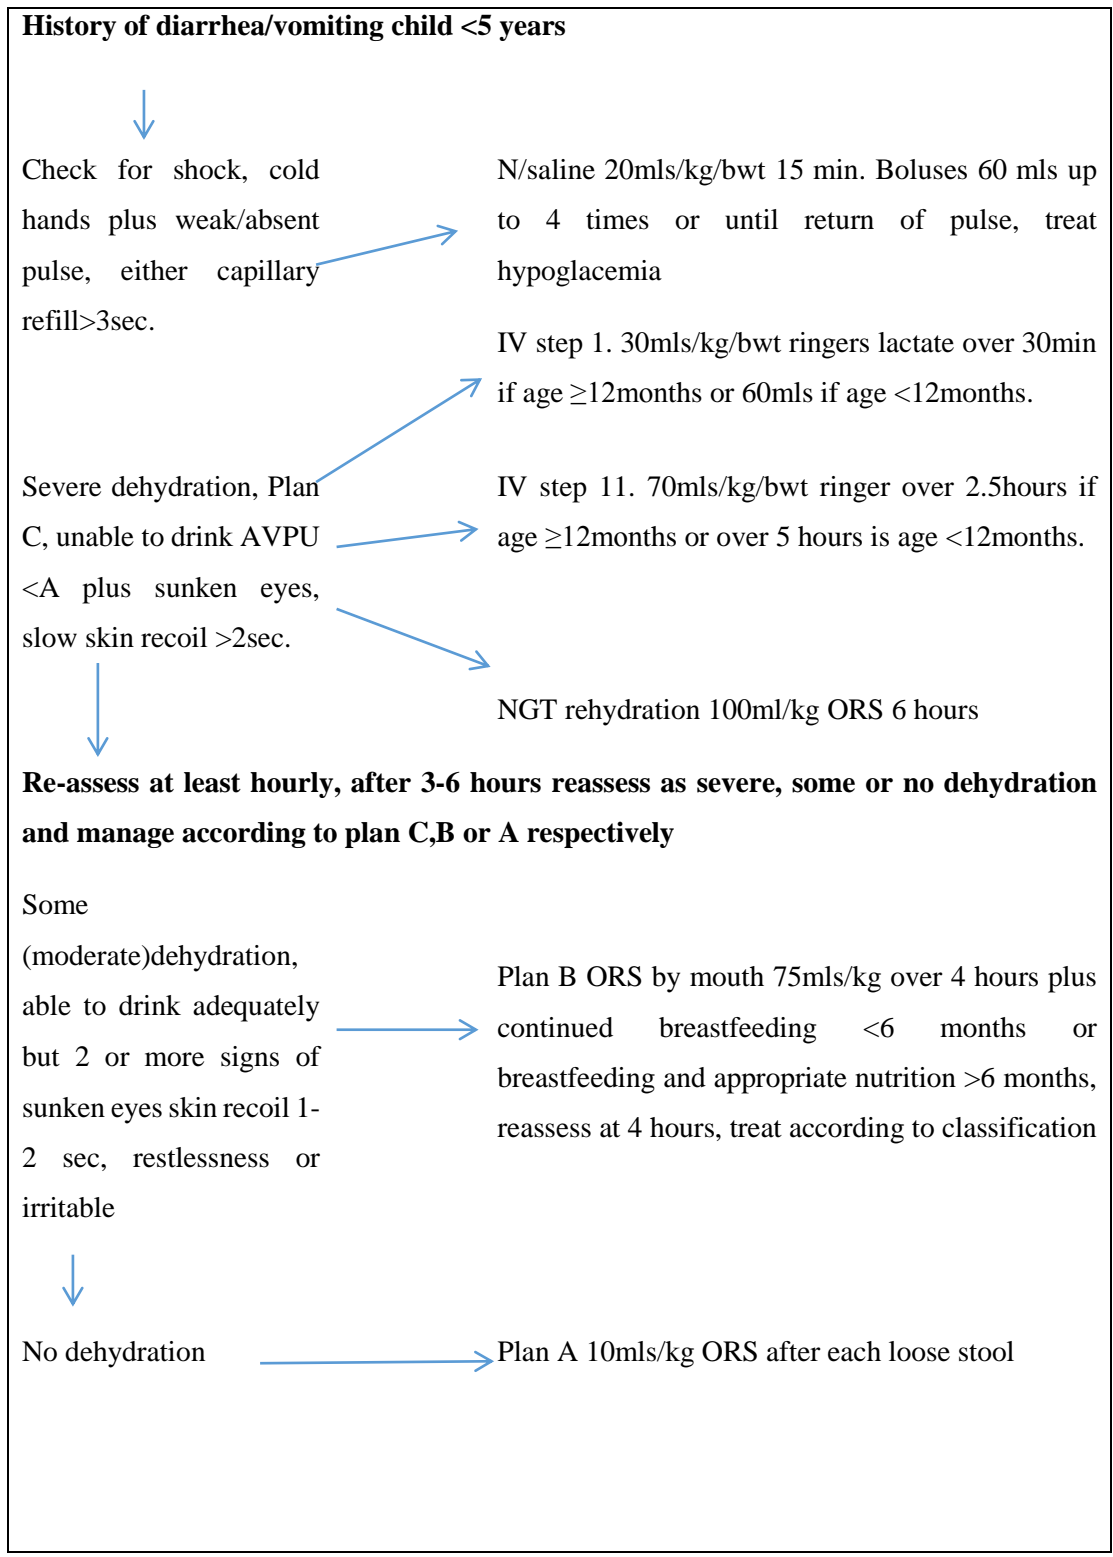 History of diarrhea/vomiting child <5 years
Check for shock, cold
hands plus weak/absent
pulse, either capillary
refill>3sec.
N/saline 20mls/kg/bwt 15 min. Boluses 60 mls up
to 4 times or until return of pulse, treat
hypoglacemia
IV step 1. 30mls/kg/bwt ringers lactate over 30min
if age ≥12months or 60mls if age <12months.
Severe dehydration, Plan
C, unable to drink AVPU
<A plus sunken eyes,
slow skin recoil >2sec.
IV step 11. 70mls/kg/bwt ringer over 2.5hours if
age ≥12months or over 5 hours is age <12months.
NGT rehydration 100ml/kg ORS 6 hours
Re-assess at least hourly, after 3-6 hours reassess as severe, some or no dehydration
and manage according to plan C,B or A respectively
Some
(moderate)dehydration,
able to drink adequately
but 2 or more signs of
sunken eyes skin recoil 1-
2 sec, restlessness or
irritable
Plan B ORS by mouth 75mls/kg over 4 hours plus
continued breastfeeding <6 months or
breastfeeding and appropriate nutrition >6 months,
reassess at 4 hours, treat according to classification
No dehydration
Plan A 10mls/kg ORS after each loose stool